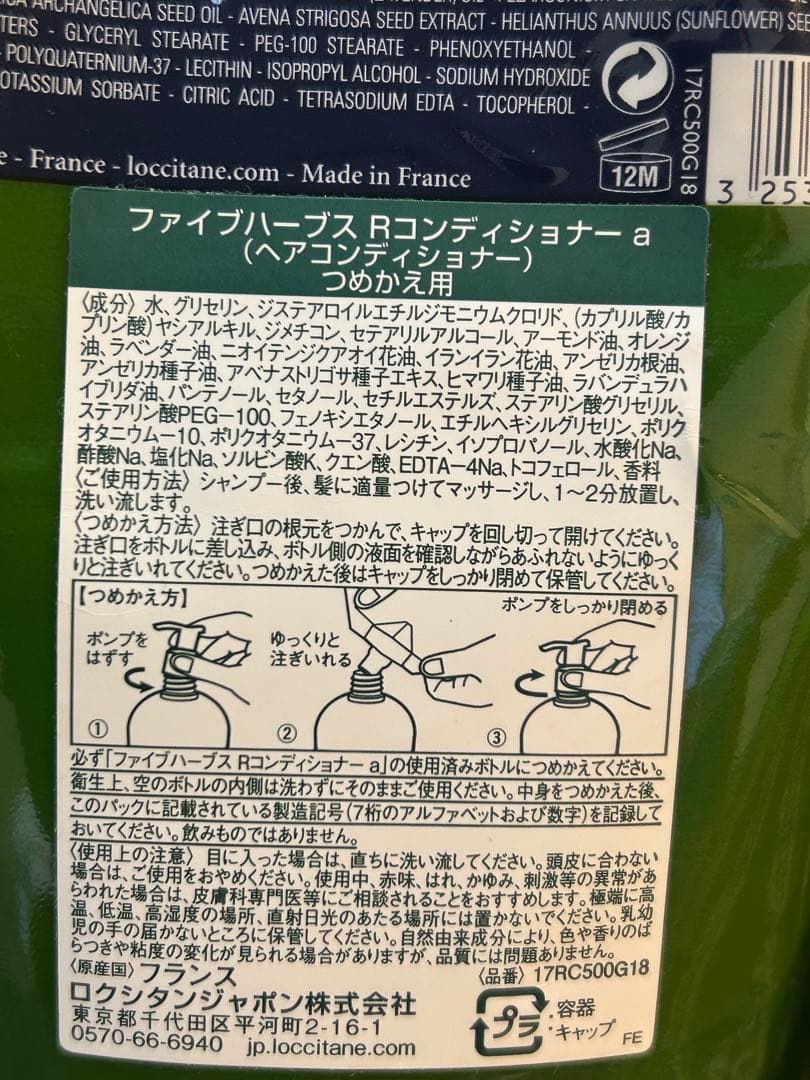 ARCHANGELICA SEED OIL - AVENA STRIGOSA SEED EXTRACT - HELIANTHUS ANNUUS (SUNFLOWER)
- GLYCERYL STEARATE - PEG-100 STEARATE - PHENOXYETHANOL -
- POLYQUATERNIUM-37 - LECITHIN - ISOPROPYL ALCOHOL - SODIUM HYDROXIDE
OTASSIUM SORBATE - CITRIC ACID - TETRASODIUM EDTA - TOCOPHEROL -
e - France - loccitane.com - Made in France
12M
17RC500G18
3 253
ファイブハーブス Rコンディショナー a
(ヘアコンディショナー)
つめかえ用
〈成分〉水、グリセリン、ジステアロイルエチルジモニウムクロリド、(カプリル酸/カ
プリン酸)ヤシアルキル、ジメチコン、セテアリルアルコール、アーモンド油、オレンジ
油、ラベンダー油、ニオイテンジクアオイ花油、イランイラン花油、アンゼリカ根油、
アンゼリカ種子油、アベナストリゴサ種子エキス、ヒマワリ種子油、ラバンデュラハ
イブリダ油、パンテノール、セタノール、セチルエステルズ、ステアリン酸グリセリル、
ステアリン酸PEG－100、フェノキシエタノール、エチルヘキシルグリセリン、ポリク
オタニウム－10、ポリクオタニウム－37、レシチン、イソプロパノール、水酸化Na、
酢酸Na、塩化Na、ソルビン酸K、クエン酸、EDTA－4Na、トコフェロール、香料
〈ご使用方法〉シャンプー後、髪に適量つけてマッサージし、1～2分放置し、
洗い流します。
〈つめかえ方法〉注ぎ口の根元をつかんで、キャップを回し切って開けてください。
注ぎ口をボトルに差し込み、ボトル側の液面を確認しながらあふれないようにゆっく
りと注ぎいれてください。つめかえた後はキャップをしっかり閉めて保管してください。
【つめかえ方】
ポンプを
はずす
①
ゆっくりと
注ぎいれる
②
ポンプをしっかり閉める
③
必ず「ファイブハーブス Rコンディショナー a」の使用済みボトルにつめかえてください。
衛生上、空のボトルの内側は洗わずにそのままご使用ください。中身をつめかえた後、
このパックに記載されている製造記号(7桁のアルファベットおよび数字)を記録して
おいてください。飲みものではありません。
〈使用上の注意〉目に入った場合は、直ちに洗い流してください。頭皮に合わない
場合は、ご使用をおやめください。使用中、赤味、はれ、かゆみ、刺激等の異常があ
らわれた場合は、皮膚科専門医等にご相談されることをおすすめします。極端に高
温、低温、高湿度の場所、直射日光のあたる場所には置かないでください。乳幼
児の手の届かないところに保管してください。自然由来成分により、色や香りのば
らつきや粘度の変化が見られる場合がありますが、品質には問題ありません。
〈原産国〉フランス
〈品番〉17RC500G18
ロクシタンジャポン株式会社
東京都千代田区平河町2-16-1
0570-66-6940 jp.loccitane.com
プラ
・容器
・キャップ
FE